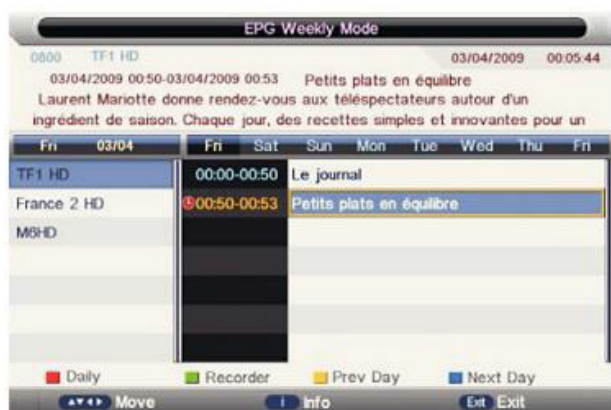 EPG Weekly Mode
0800 TF1 HD 03/04/2009 00:05:44
03/04/2009 00:50-03/04/2009 00:53 Petits plats en équilibre
Laurent Mariotte donne rendez-vous aux téléspectateurs autour d'un
ingrédient de saison. Chaque jour, des recettes simples et innovantes pour un
Fri 03/04 Fri Sat Sun Mon Tue Wed Thu Fri
TF1 HD 00:00-00:50 Le journal
France 2 HD 00:50-00:53 Petits plats en équilibre
M6HD
Daily Recorder Prev Day Next Day
Move i Info Exit Exit